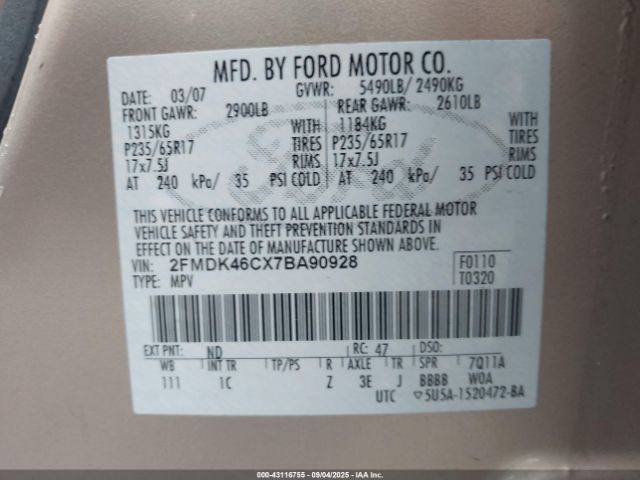 MFD. BY FORD MOTOR CO.
DATE: 03/07 GVWR: 5490LB/ 2490KG
FRONT GAWR: 2900LB REAR GAWR: 2610LB
1315KG WITH 1184KG WITH
P235/65R17 TIRES P235/65R17 TIRES
17x7.5J RIMS 17x7.5J RIMS
AT 240 kPa/ 35 PSI COLD AT 240 kPa/ 35 PSI COLD
THIS VEHICLE CONFORMS TO ALL APPLICABLE FEDERAL MOTOR
VEHICLE SAFETY AND THEFT PREVENTION STANDARDS IN
EFFECT ON THE DATE OF MANUFACTURE SHOWN ABOVE.
VIN: 2FMDK46CX7BA90928 F0110
TYPE: MPV T0320
EXT PNT: ND RC: 47 DSO:
WB INT TR TP/PS R AXLE TR SPR 7Q11A
111 1C Z 3E J BBBB W0A
UTC 5U5A-1520472-BA
000-43116755 - 09/04/2025 - IAA Inc.